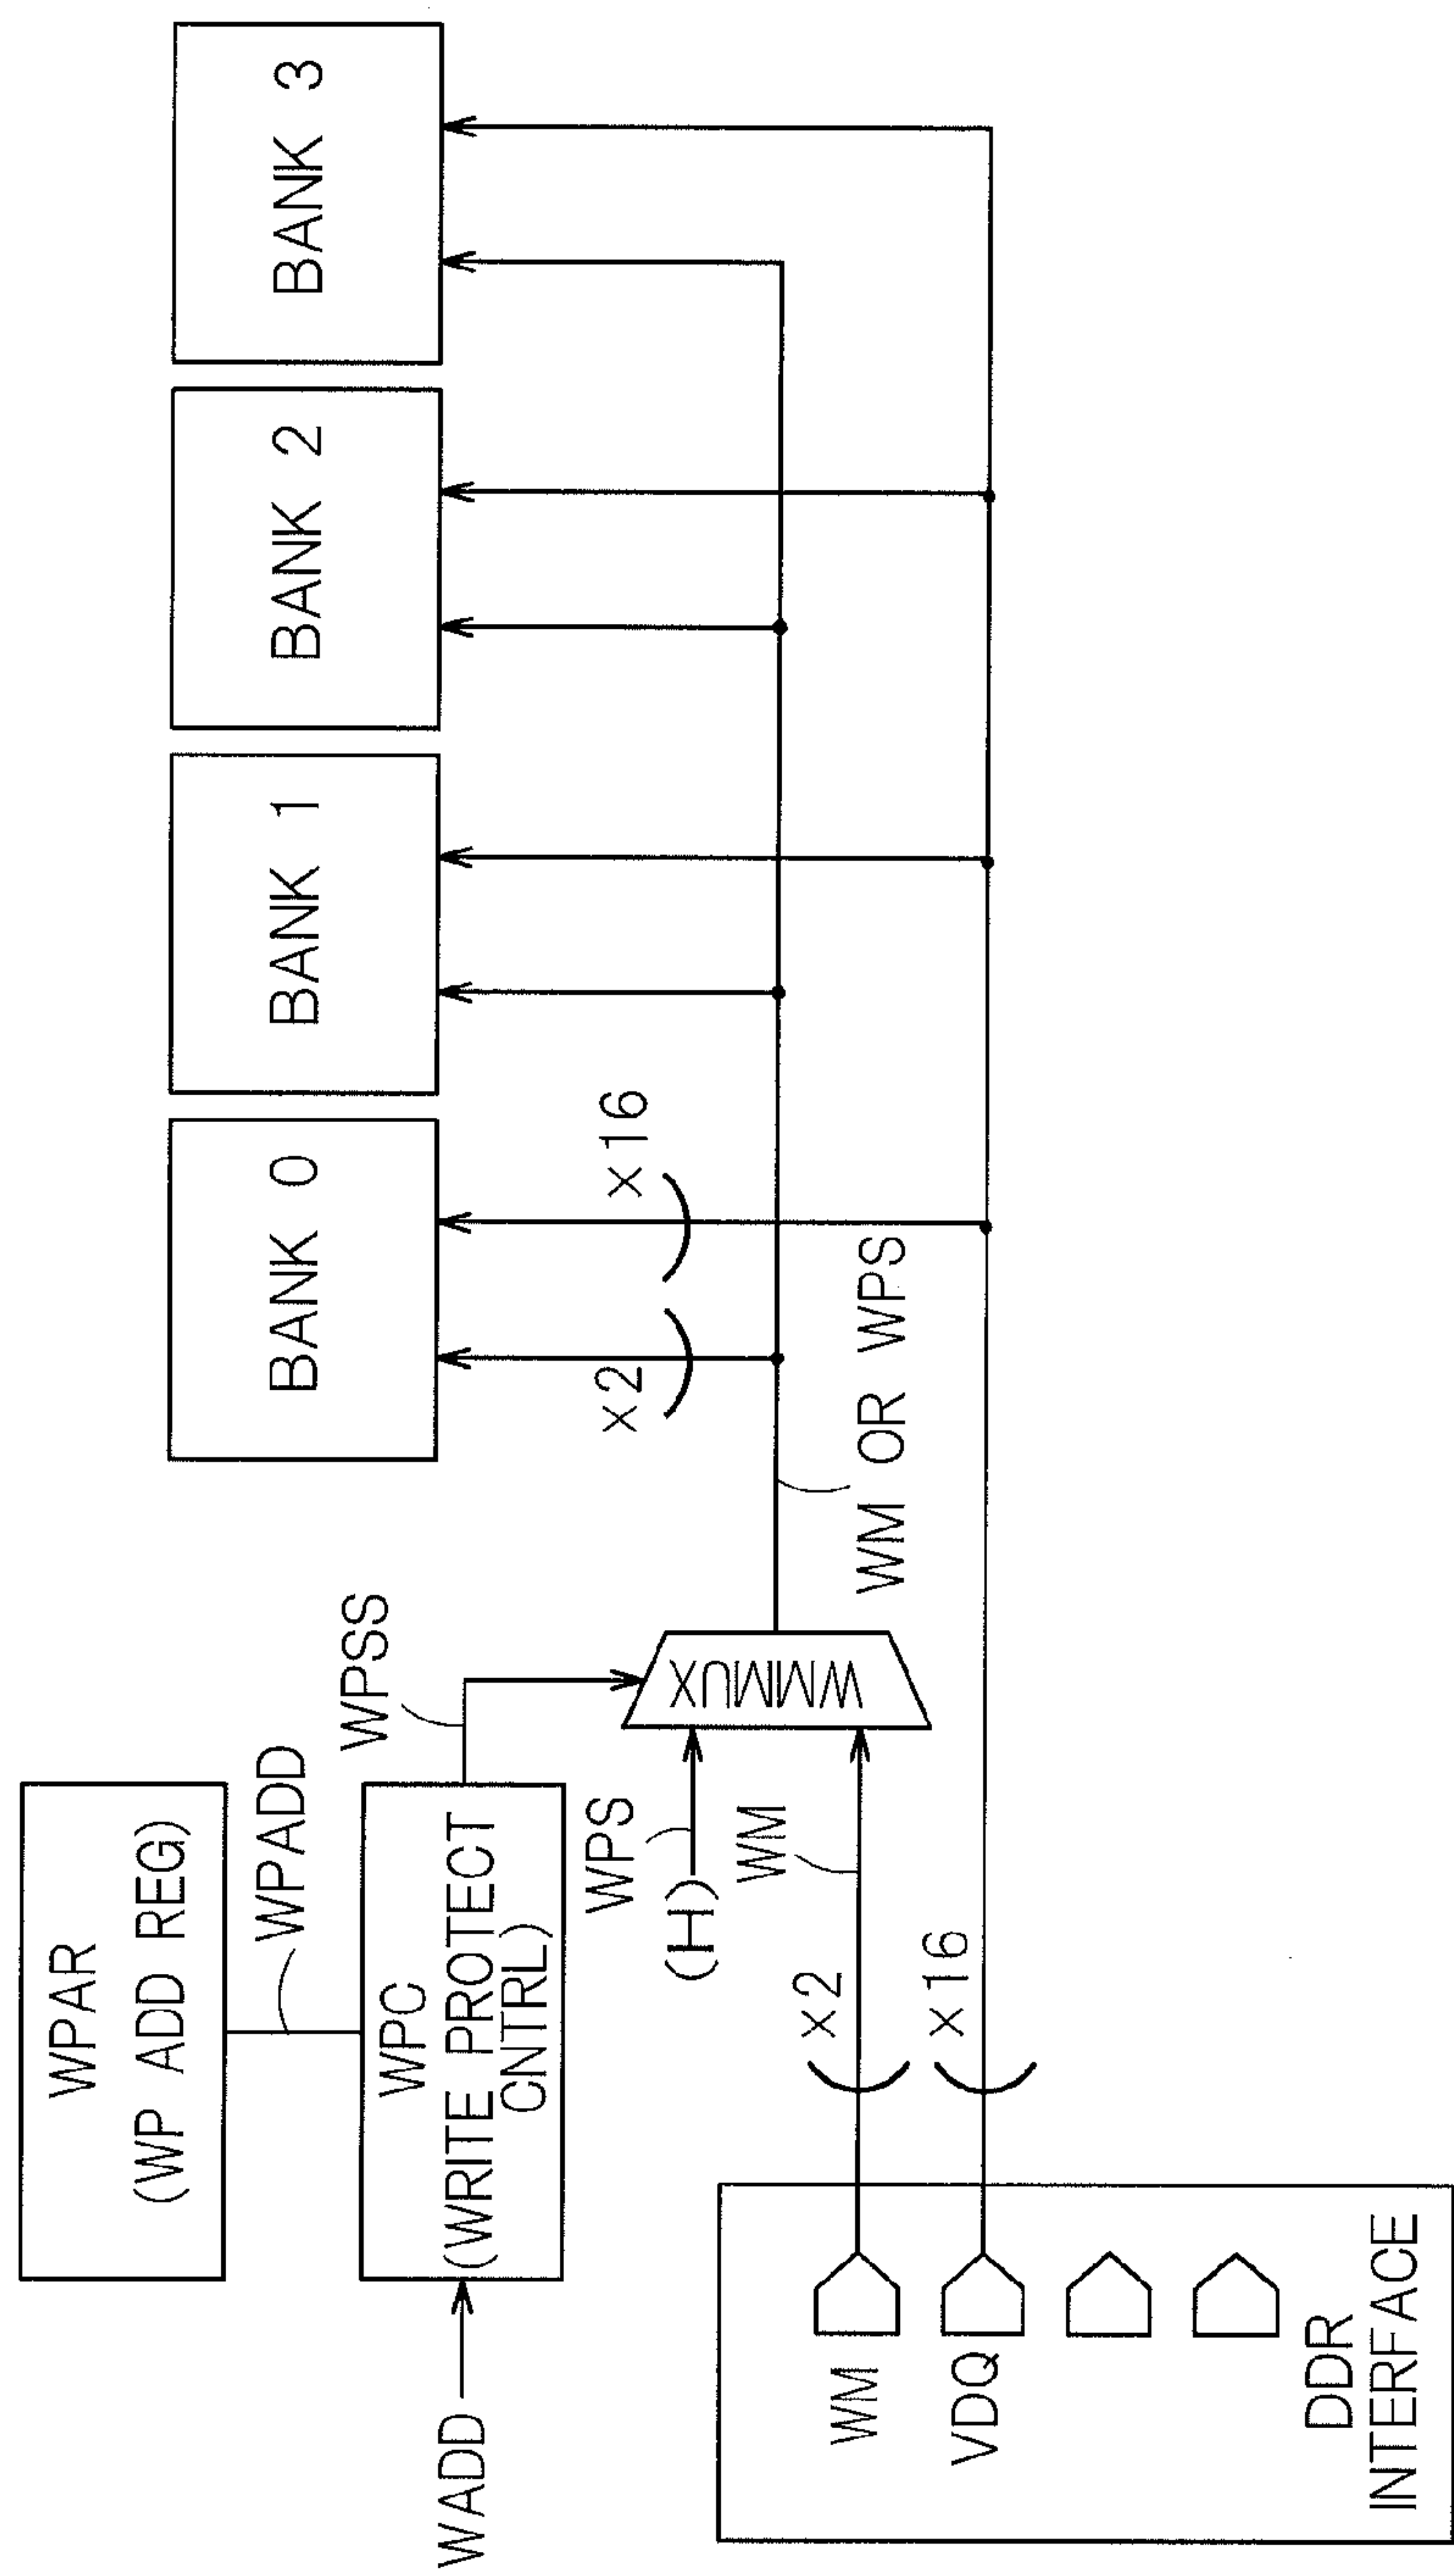 WPAR
(WP ADD REG)
WPADD
WADD
WPC
(WRITE PROTECT
CNTRL)
WPSS
WPS
(H)
WM
WMMUX
×2
×16
WM OR WPS
×2
×16
BANK 0
BANK 1
BANK 2
BANK 3
WM
VDQ
DDR
INTERFACE